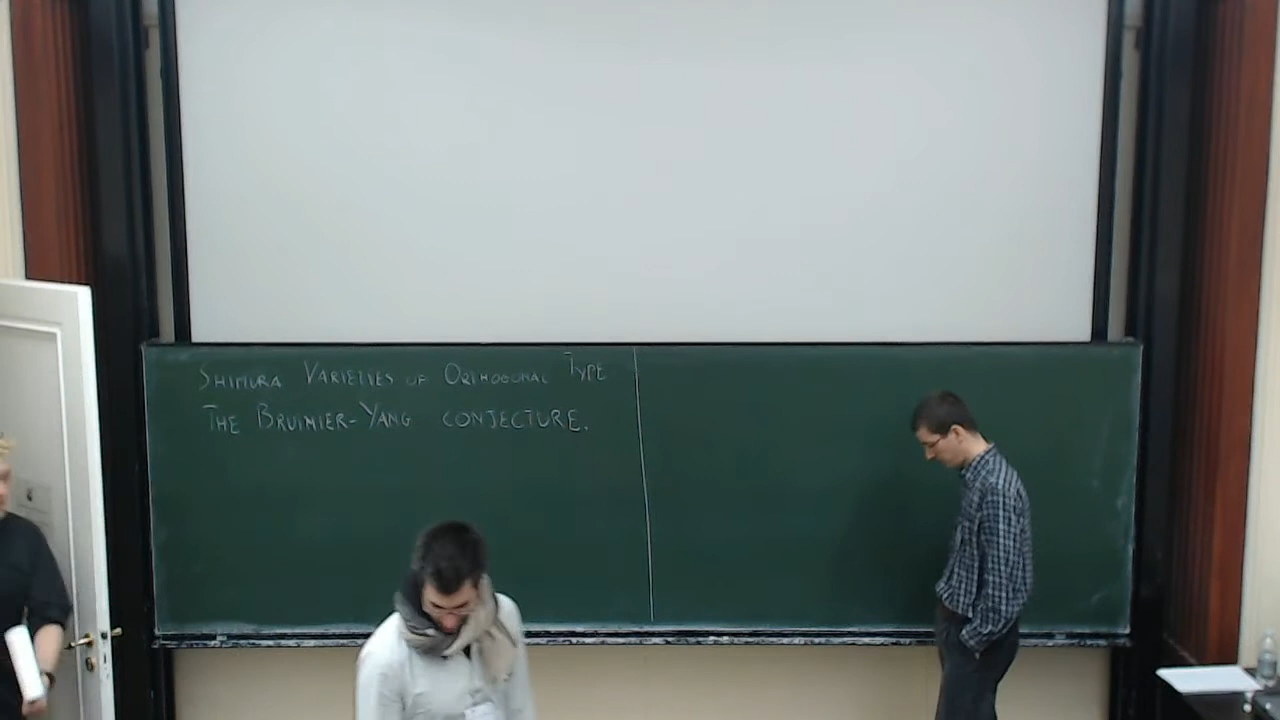 SHIMURA VARIETIES OF ORTHOGONAL TYPE
THE BRUINIER-YANG CONJECTURE.